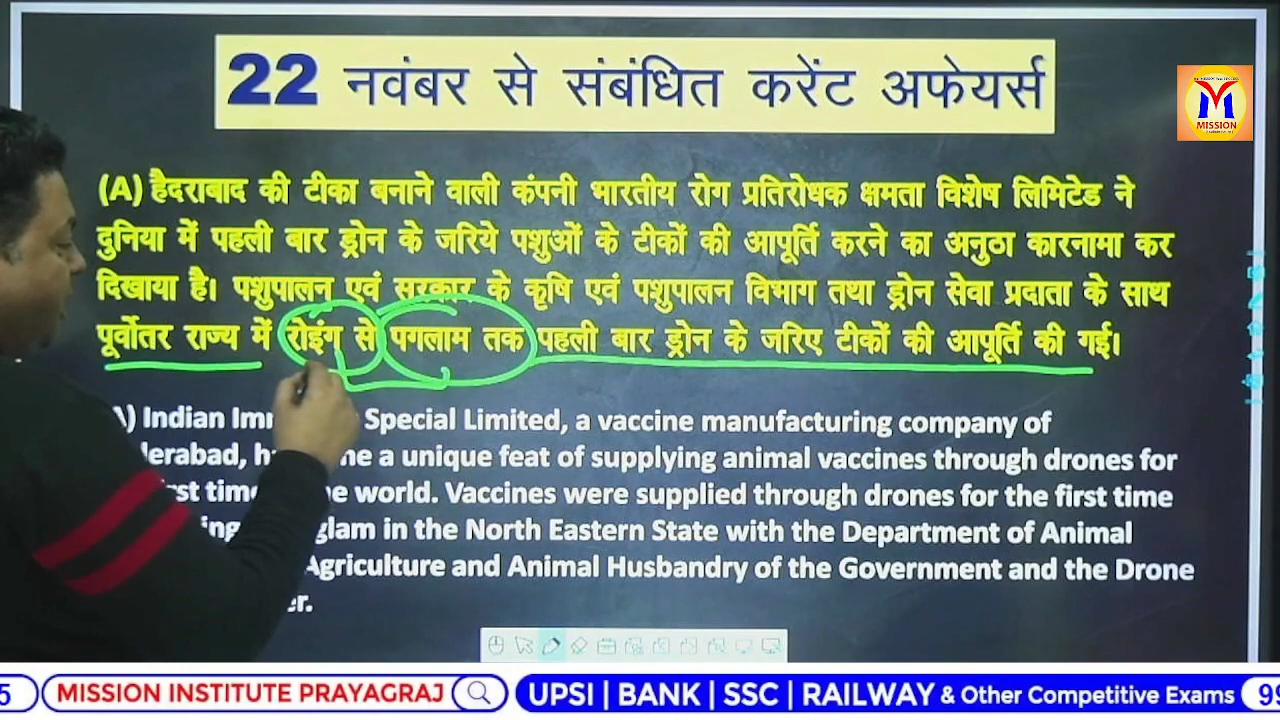 22 नवंबर से संबंधित करेंट अफेयर्स
MISSION
(A) हैदराबाद की टीका बनाने वाली कंपनी भारतीय रोग प्रतिरोधक क्षमता विशेष लिमिटेड ने
दुनिया में पहली बार ड्रोन के जरिये पशुओं के टीकों की आपूर्ति करने का अनुठा कारनामा कर
दिखाया है। पशुपालन एवं सरकार के कृषि एवं पशुपालन विभाग तथा ड्रोन सेवा प्रदाता के साथ
पूर्वोतर राज्य में रोइंग से पगलाम तक पहली बार ड्रोन के जरिए टीकों की आपूर्ति की गई।
Indian Special Limited, a vaccine manufacturing company of
a unique feat of supplying animal vaccines through drones for
world. Vaccines were supplied through drones for the first time
in the North Eastern State with the Department of Animal
Agriculture and Animal Husbandry of the Government and the Drone
MISSION INSTITUTE PRAYAGRAJ
UPSI | BANK | SSC | RAILWAY & Other Competitive Exams